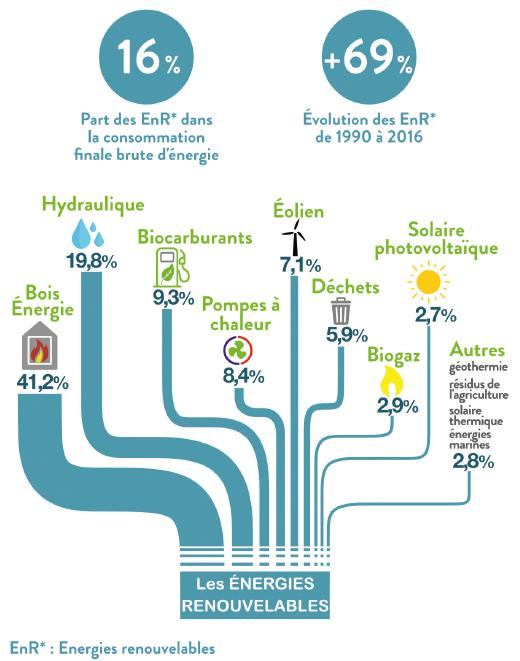 16 %
Part des EnR* dans
la consommation
finale brute d'énergie
+69 %
Évolution des EnR*
de 1990 à 2016
Hydraulique
19,8%
Biocarburants
9,3%
Éolien
7,1%
Solaire
photovoltaïque
2,7%
Bois
Énergie
41,2%
Pompes à
chaleur
8,4%
Déchets
5,9%
Biogaz
2,9%
Autres
géothermie
résidus de
l'agriculture
solaire
thermique
énergies
marines
2,8%
Les ÉNERGIES
RENOUVELABLES
EnR* : Energies renouvelables